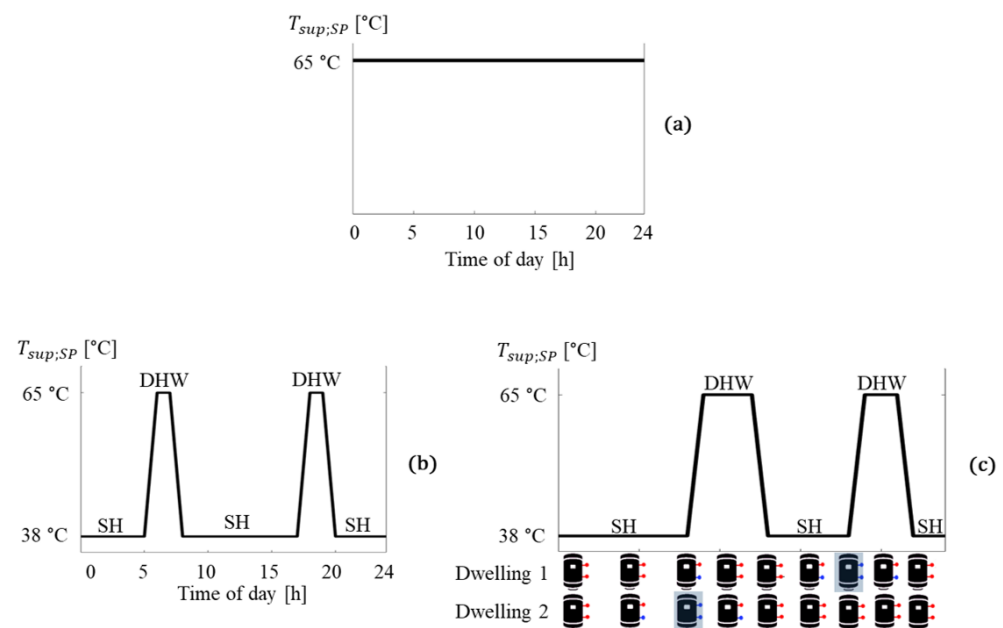 T_sup;SP [°C]
65 °C
(a)
0 5 10 15 20 24
Time of day [h]
T_sup;SP [°C]
DHW DHW
65 °C
(b)
SH SH SH
38 °C
0 5 10 15 20 24
Time of day [h]
T_sup;SP [°C]
DHW DHW
65 °C
(c)
SH SH SH
38 °C
Dwelling 1
Dwelling 2